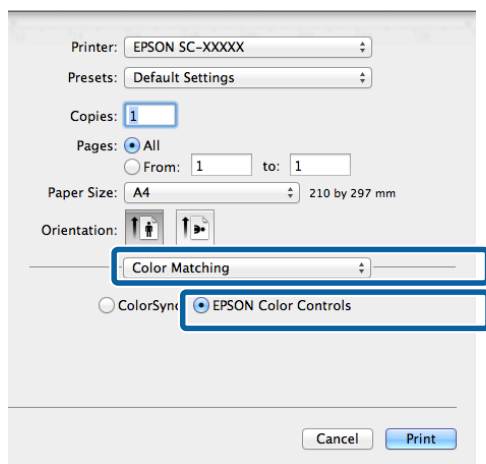 Printer: EPSON SC-XXXXX
Presets: Default Settings
Copies: 1
Pages: All
From: 1 to: 1
Paper Size: A4 210 by 297 mm
Orientation:
Color Matching
ColorSync EPSON Color Controls
Cancel Print